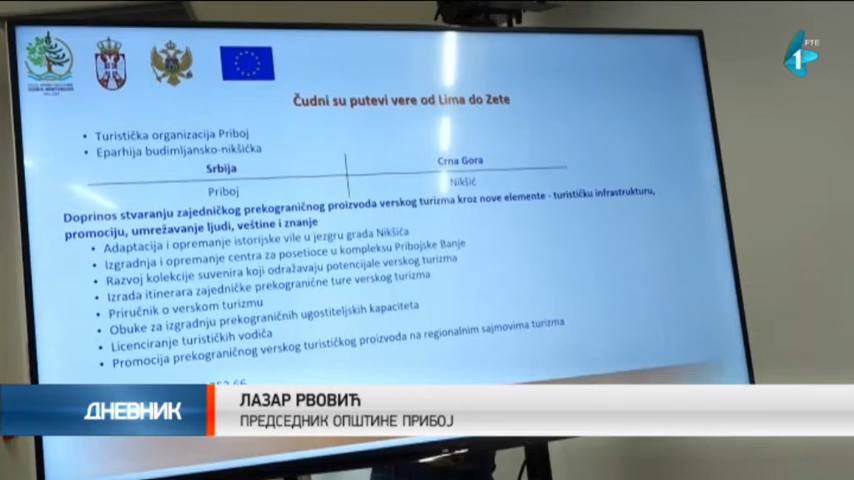 РТС
1
Čudni su putevi vere od Lima do Zete
• Turistička organizacija Priboj
• Eparhija budimljansko-nikšićka
Srbija Crna Gora
Priboj Nikšić
Doprinos stvaranju zajedničkog prekograničnog proizvoda verskog turizma kroz nove elemente - turističku infrastrukturu,
promociju, umrežavanje ljudi, veštine i znanje
• Adaptacija i opremanje istorijske vile u jezgru grada Nikšića
• Izgradnja i opremanje centra za posetioce u kompleksu Pribojske Banje
• Razvoj kolekcije suvenira koji odražavaju potencijale verskog turizma
• Izrada itinerara zajedničke prekogranične ture verskog turizma
• Priručnik o verskom turizmu
• Obuke za izgradnju prekograničnih ugostiteljskih kapaciteta
• Licenciranje turističkih vodiča
• Promocija prekograničnog verskog turističkog proizvoda na regionalnim sajmovima turizma
ДНЕВНИК
ЛАЗАР РВОВИЋ
ПРЕДСЕДНИК ОПШТИНЕ ПРИБОЈ